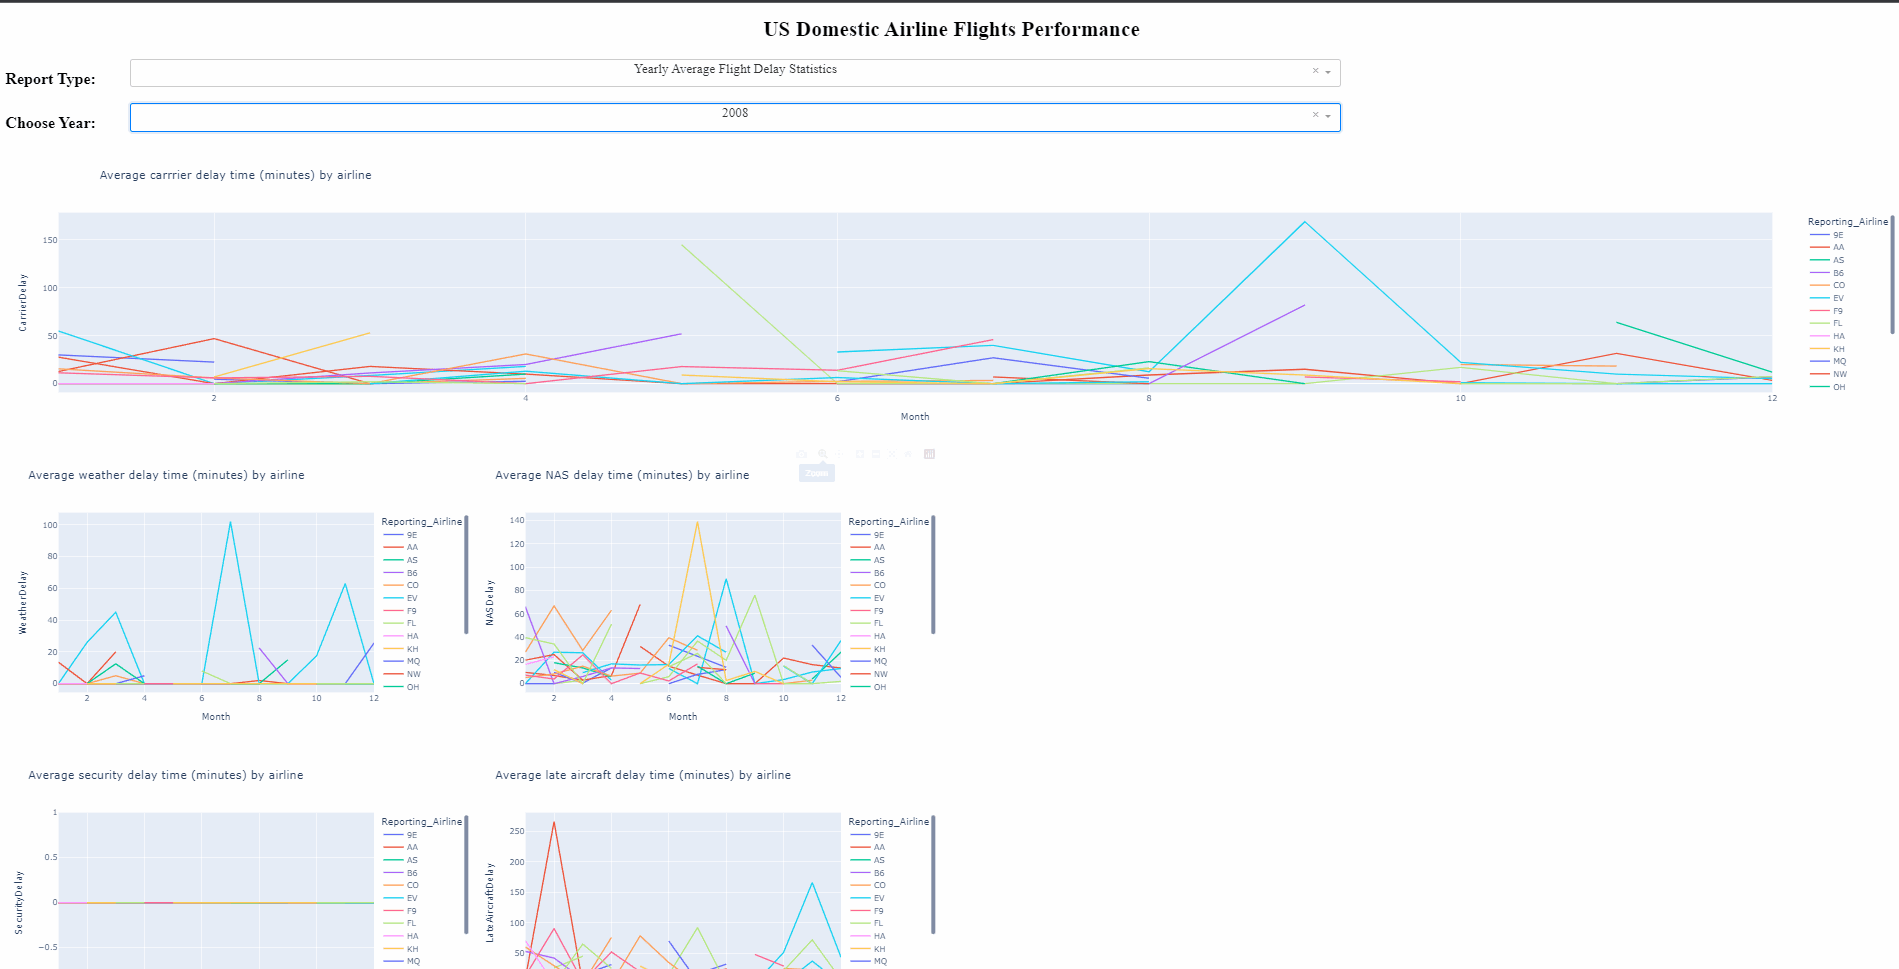 US Domestic Airline Flights Performance
Report Type:
Yearly Average Flight Delay Statistics
×
Choose Year:
2008
×
Average carrrier delay time (minutes) by airline
CarrierDelay
150
100
50
0
2 4 6 8 10 12
Month
Reporting_Airline
9E
AA
AS
B6
CO
EV
F9
FL
HA
KH
MQ
NW
OH
Zoom
Average weather delay time (minutes) by airline
WeatherDelay
100
80
60
40
20
0
2 4 6 8 10 12
Month
Reporting_Airline
9E
AA
AS
B6
CO
EV
F9
FL
HA
KH
MQ
NW
OH
Average NAS delay time (minutes) by airline
NASDelay
140
120
100
80
60
40
20
0
2 4 6 8 10 12
Month
Reporting_Airline
9E
AA
AS
B6
CO
EV
F9
FL
HA
KH
MQ
NW
OH
Average security delay time (minutes) by airline
SecurityDelay
1
0.5
0
−0.5
Reporting_Airline
9E
AA
AS
B6
CO
EV
F9
FL
HA
KH
MQ
Average late aircraft delay time (minutes) by airline
LateAircraftDelay
250
200
150
100
50
Reporting_Airline
9E
AA
AS
B6
CO
EV
F9
FL
HA
KH
MQ